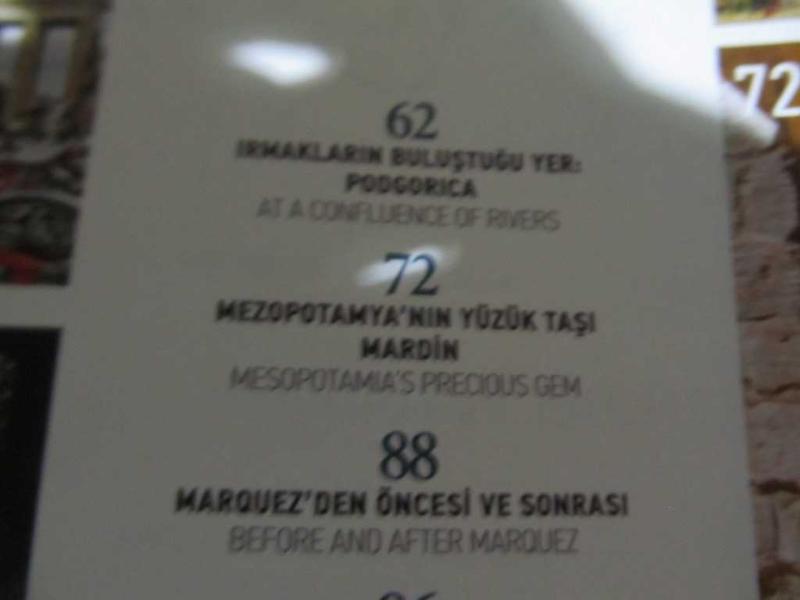 62
IRMAKLARIN BULUŞTUĞU YER:
PODGORICA
AT A CONFLUENCE OF RIVERS
72
MEZOPOTAMYA'NIN YÜZÜK TAŞI
MARDİN
MESOPOTAMIA'S PRECIOUS GEM
88
MARQUEZ'DEN ÖNCESİ VE SONRASI
BEFORE AND AFTER MARQUEZ
72